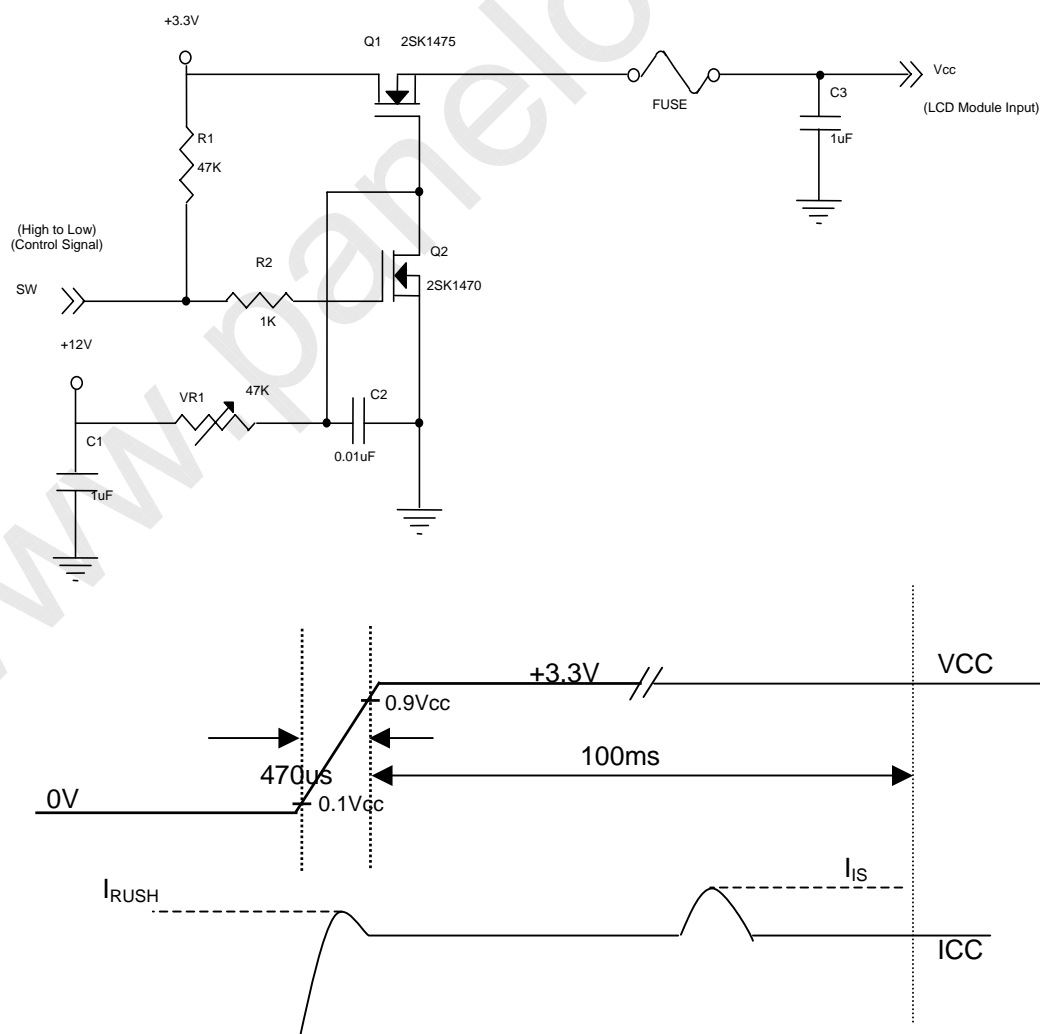 +3.3V
Q1 2SK1475
Vcc
FUSE
C3
(LCD Module Input)
R1
1uF
47K
(High to Low)
(Control Signal)
Q2
R2
2SK1470
SW
1K
+12V
47K
VR1
C2
C1
0.01uF
1uF
+3.3V
VCC
0.9Vcc
100ms
470us
0V
0.1Vcc
IRUSH
IIS
ICC
www.panelo